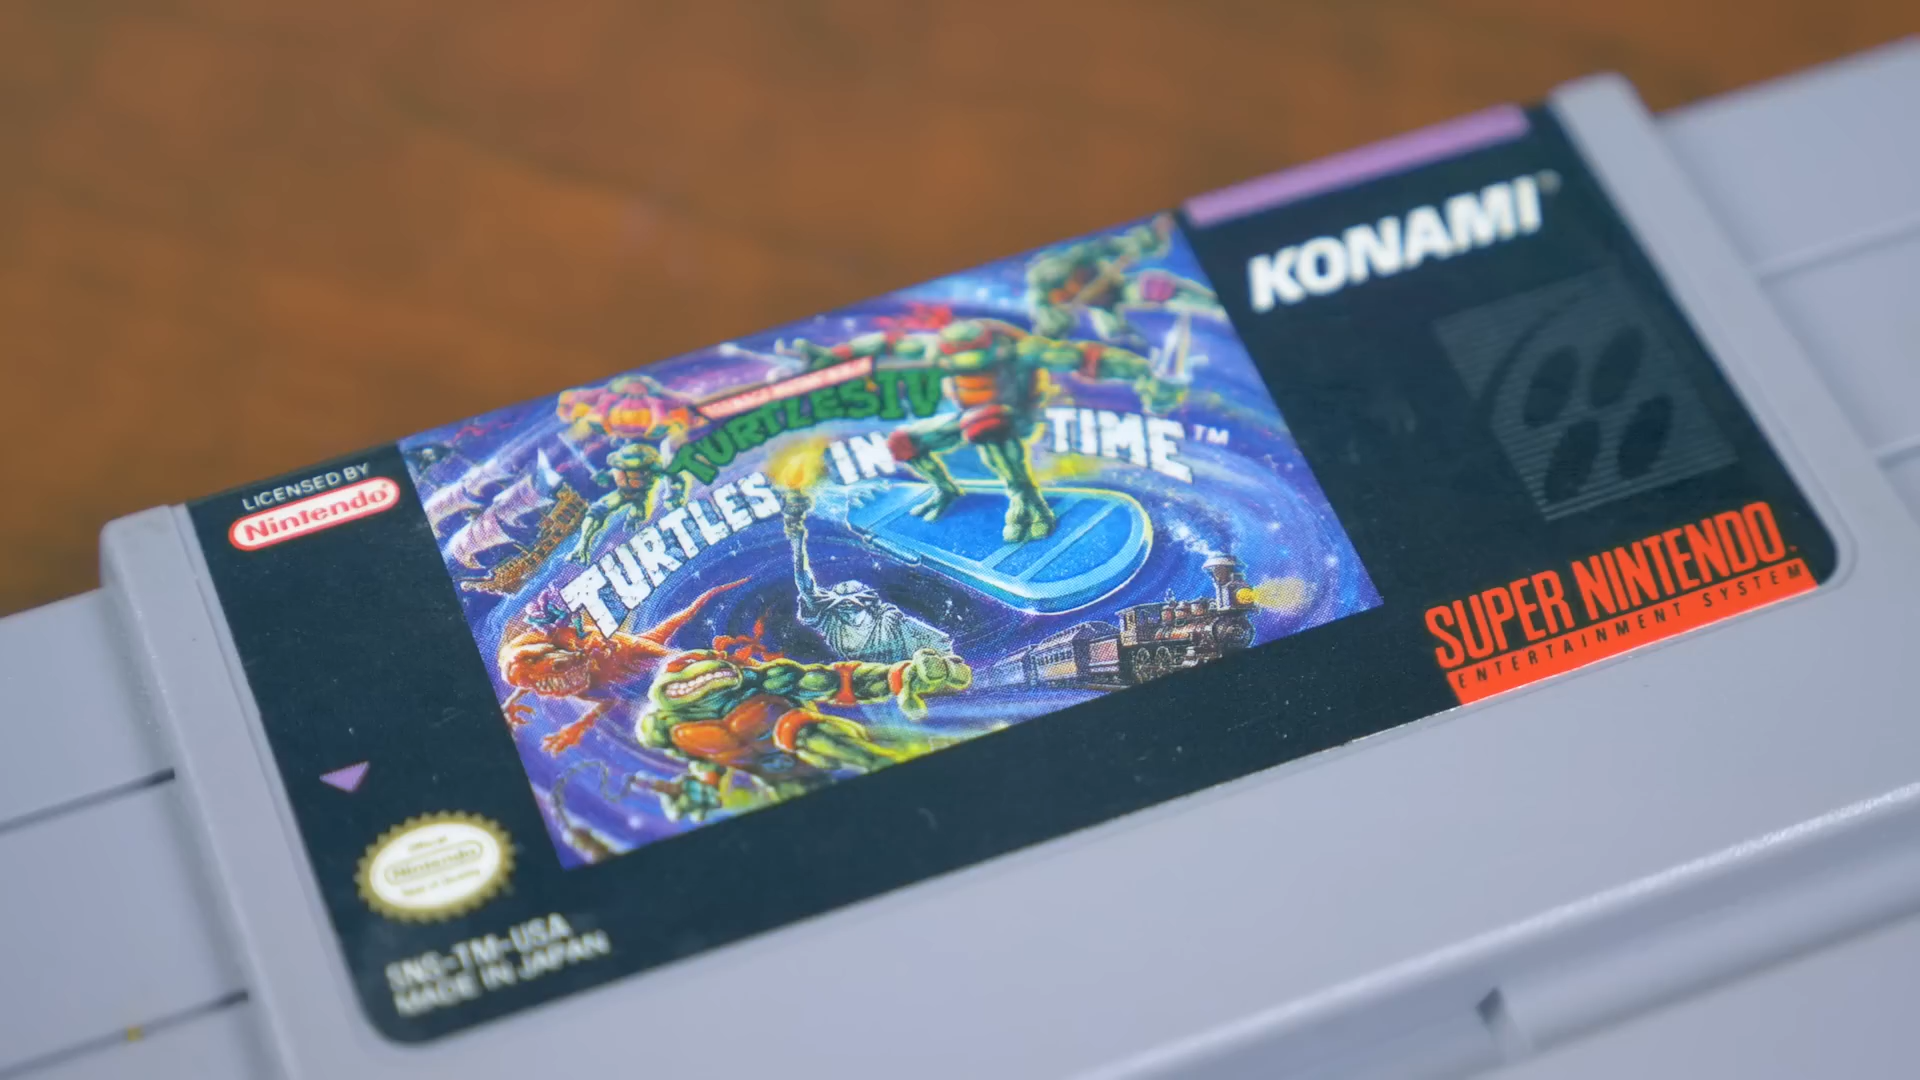 LICENSED BY
Nintendo®
TURTLES IV
TURTLES IN TIME™
KONAMI®
SUPER NINTENDO
ENTERTAINMENT SYSTEM
Nintendo
SNS-TM-USA
MADE IN JAPAN